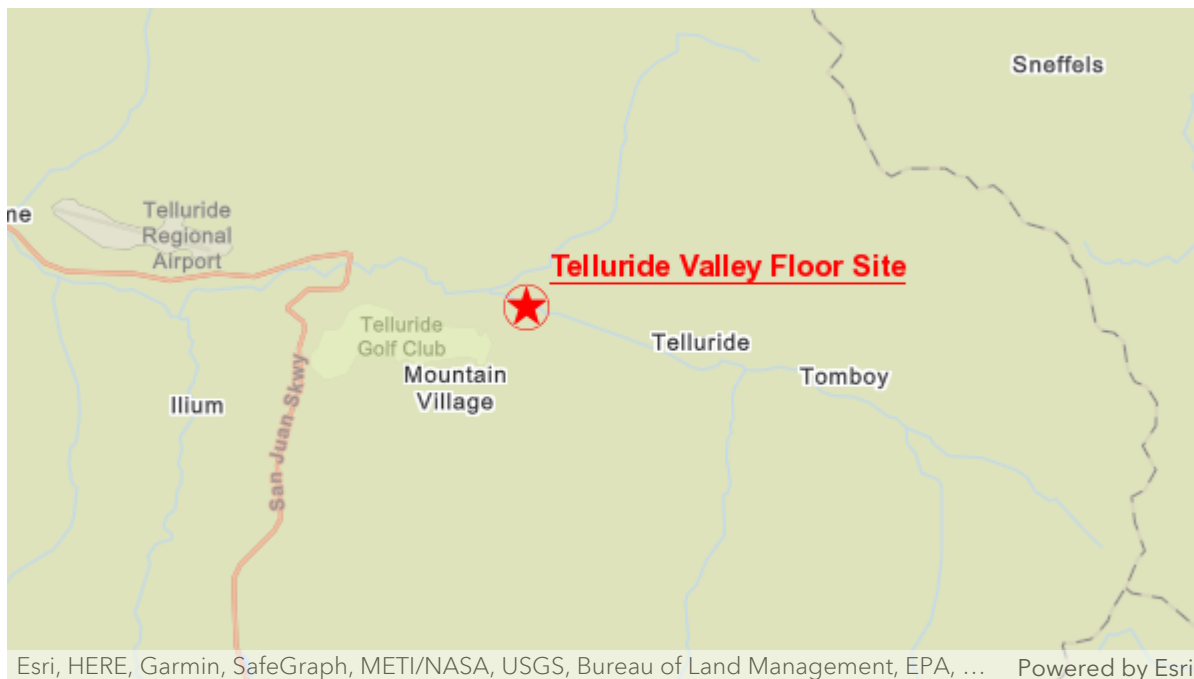 Sneffels
Telluride
Regional
Airport
me
Telluride Valley Floor Site
Telluride
Golf Club
Telluride
Mountain
Village
Tomboy
Ilium
San Juan Skwy
Esri, HERE, Garmin, SafeGraph, METI/NASA, USGS, Bureau of Land Management, EPA, … Powered by Esri